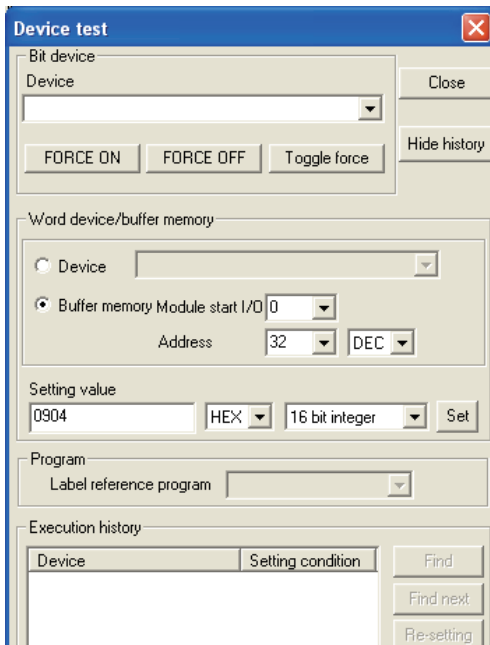 Device test
Bit device
Device
Close
FORCE ON FORCE OFF Toggle force
Hide history
Word device/buffer memory
Device
Buffer memory Module start I/O 0
Address 32 DEC
Setting value
0904 HEX 16 bit integer Set
Program
Label reference program
Execution history
Device Setting condition Find
Find next
Re-setting